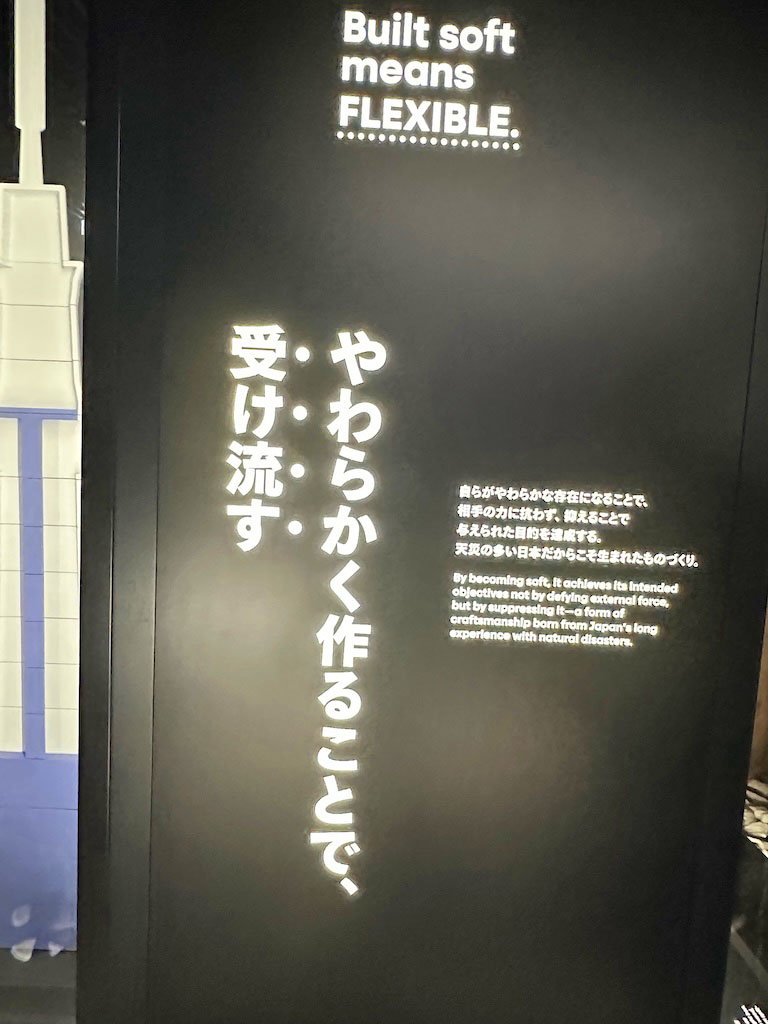 Built soft
means
FLEXIBLE.
やわらかく作ることで、
受け流す
自らがやわらかな存在になることで、
相手の力に抗わず、抑えることで
与えられた目的を達成する。
天災の多い日本だからこそ生まれたものづくり。
By becoming soft, it achieves its intended
objectives not by defying external force,
but by suppressing it—a form of
craftsmanship born from Japan's long
experience with natural disasters.